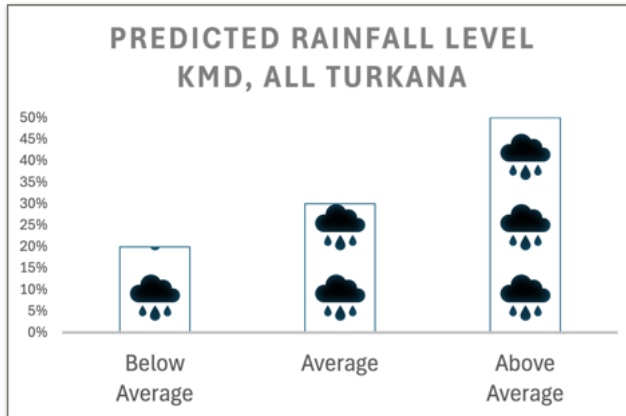 PREDICTED RAINFALL LEVEL
KMD, ALL TURKANA
50%
45%
40%
35%
30%
25%
20%
15%
10%
5%
0%
Below
Average
Average
Above
Average